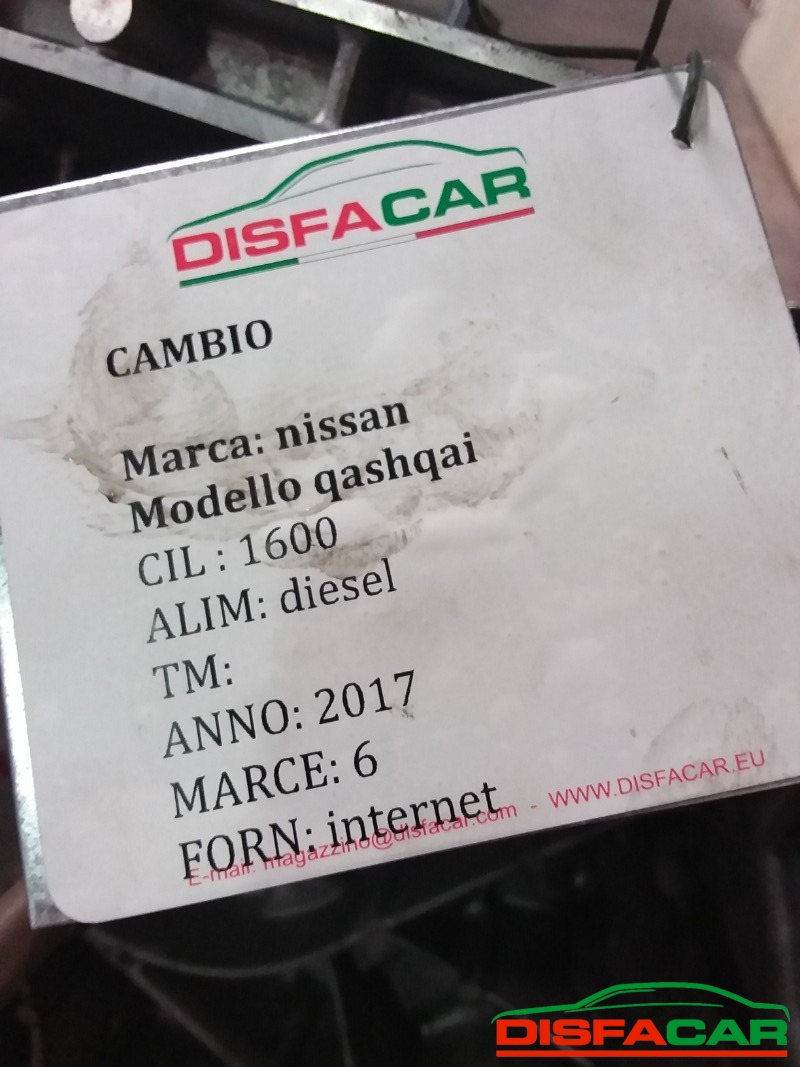 DISFACAR
CAMBIO
Marca: nissan
Modello qashqai
CIL : 1600
ALIM: diesel
TM:
ANNO: 2017
MARCE: 6
FORN: internet
E-mail: magazzino@disfacar.com - WWW.DISFACAR.EU
DISFACAR